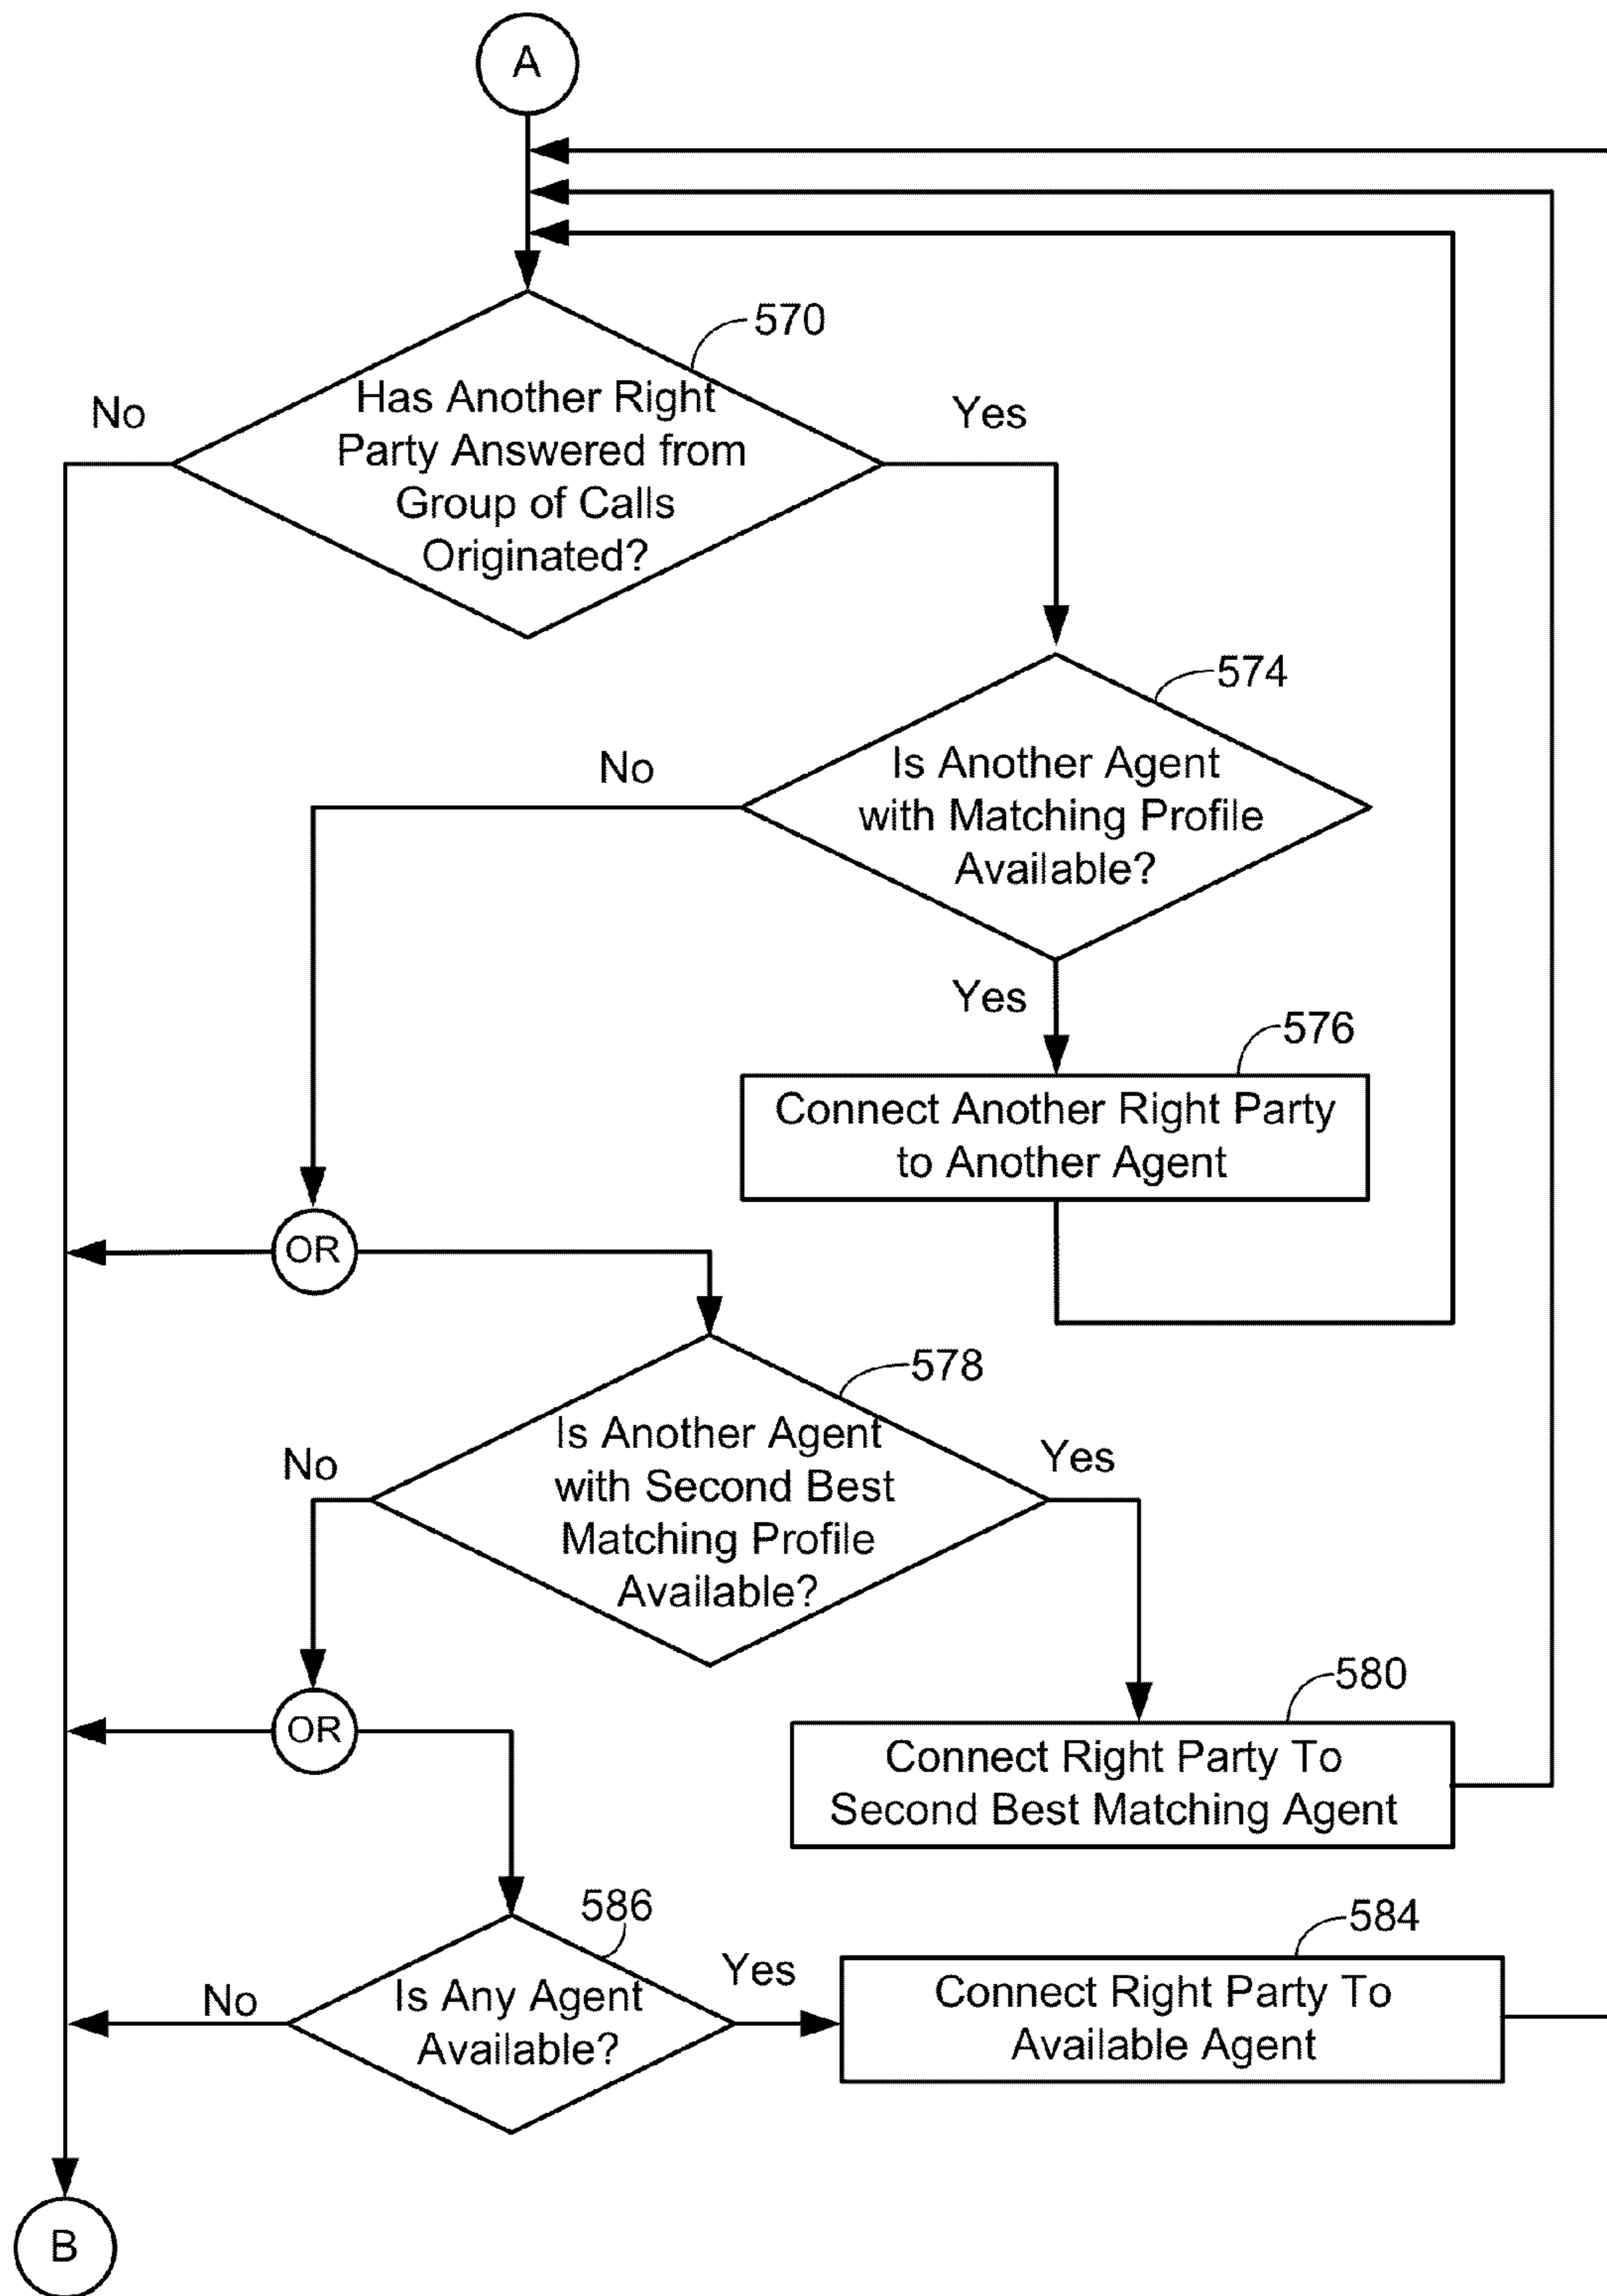 A
570
Has Another Right
Party Answered from
Group of Calls
Originated?
No
Yes
574
Is Another Agent
with Matching Profile
Available?
No
Yes
576
Connect Another Right Party
to Another Agent
OR
578
Is Another Agent
with Second Best
Matching Profile
Available?
No
Yes
OR
580
Connect Right Party To
Second Best Matching Agent
586
Is Any Agent
Available?
No
Yes
584
Connect Right Party To
Available Agent
B